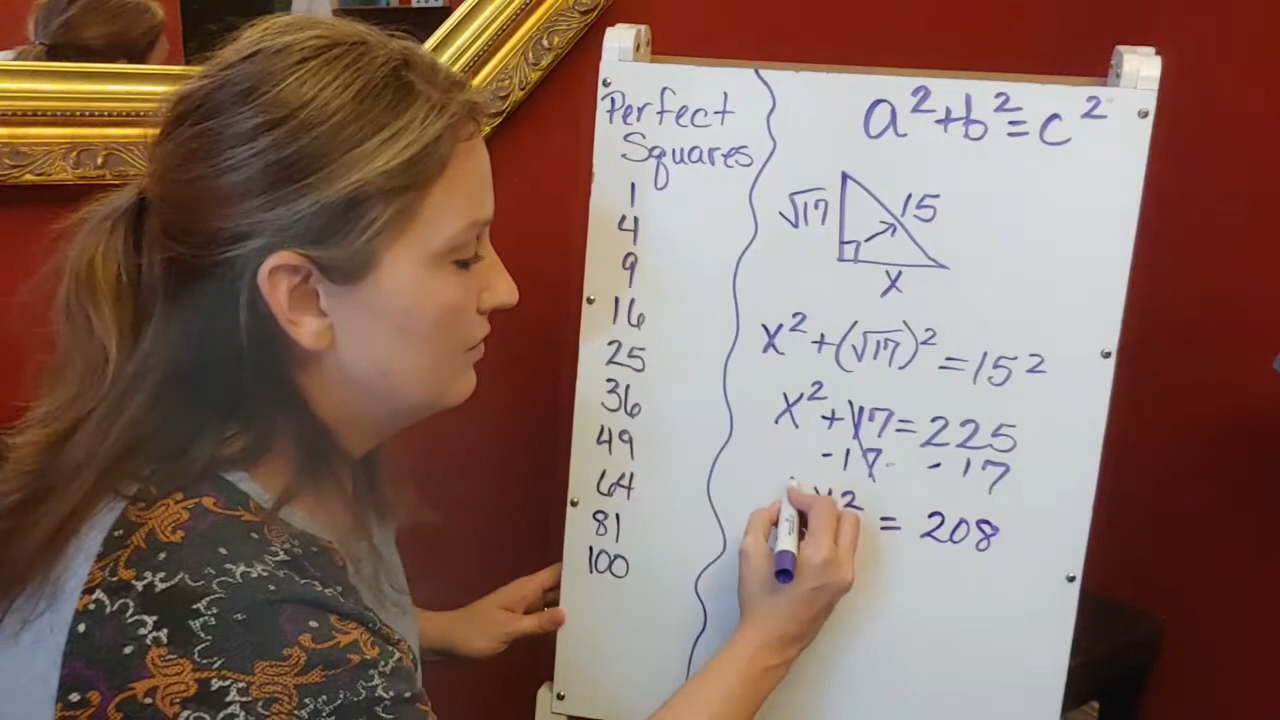 Perfect
Squares
1
4
9
16
25
36
49
64
81
100
a²+b²=c²
√17
15
x
x²+(√17)²=15²
x²+17=225
-17 -17
x² = 208